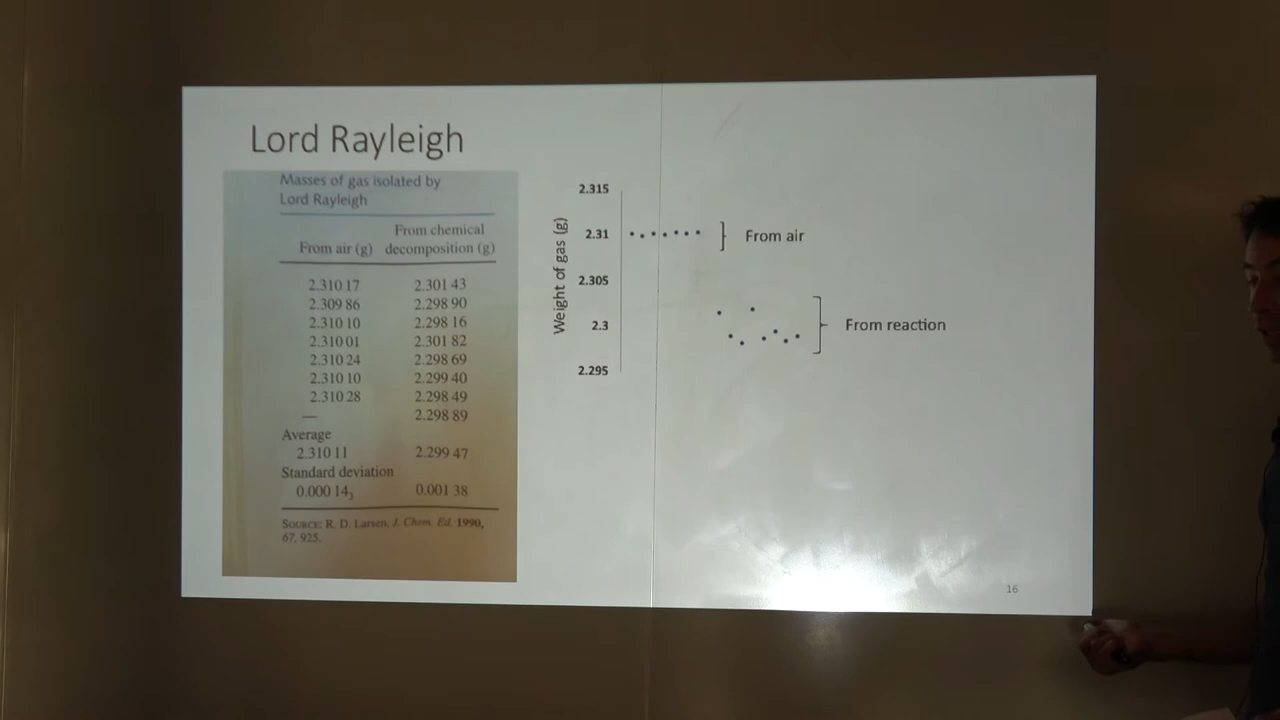 Lord Rayleigh
Masses of gas isolated by
Lord Rayleigh
From chemical
From air (g) decomposition (g)
2.310 17 2.301 43
2.309 86 2.298 90
2.310 10 2.298 16
2.310 01 2.301 82
2.310 24 2.298 69
2.310 10 2.299 40
2.310 28 2.298 49
— 2.298 89
Average
2.310 11 2.299 47
Standard deviation
0.000 14₃ 0.001 38
SOURCE: R. D. Larsen, J. Chem. Ed. 1990,
67, 925.
Weight of gas (g)
2.315
2.31
2.305
2.3
2.295
From air
From reaction
16